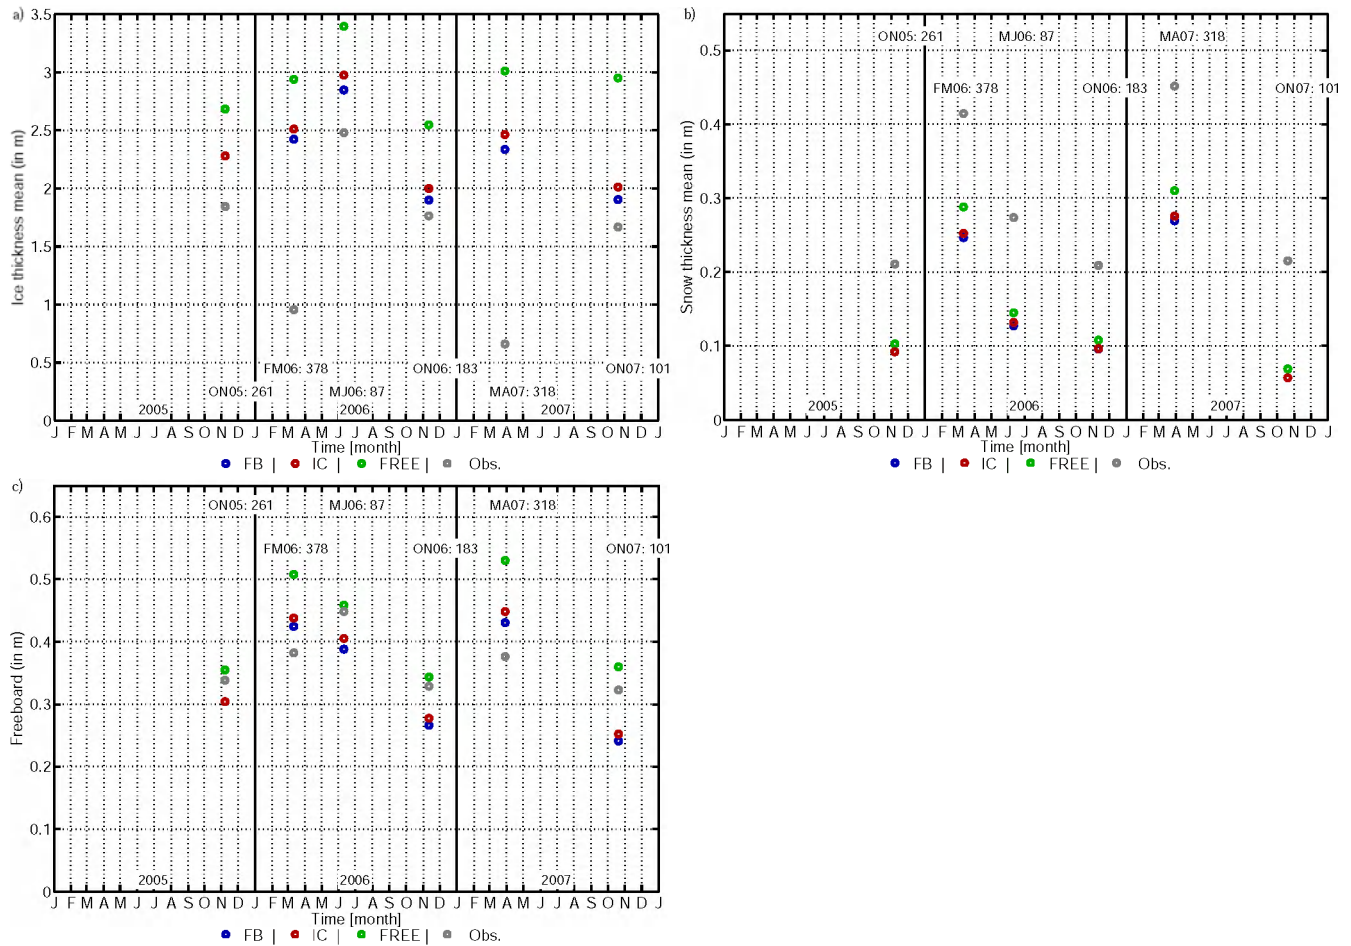 a)
3.5
3
2.5
2
1.5
1
0.5
0
Ice thickness mean (in m)
FM06: 378 ON06: 183 ON07: 101
ON05: 261 MJ06: 87 MA07: 318
2005 2006 2007
J F M A M J J A S O N D J F M A M J J A S O N D J F M A M J J A S O N D J
Time [month]
FB | IC | FREE | Obs.
b)
ON05: 261 MJ06: 87 MA07: 318
FM06: 378 ON06: 183 ON07: 101
0.5
0.4
0.3
0.2
0.1
0
Snow thickness mean (in m)
2005 2006 2007
J F M A M J J A S O N D J F M A M J J A S O N D J F M A M J J A S O N D J
Time [month]
FB | IC | FREE | Obs.
c)
ON05: 261 MJ06: 87 MA07: 318
FM06: 378 ON06: 183 ON07: 101
0.6
0.5
0.4
0.3
0.2
0.1
0
Freeboard (in m)
2005 2006 2007
J F M A M J J A S O N D J F M A M J J A S O N D J F M A M J J A S O N D J
Time [month]
FB | IC | FREE | Obs.